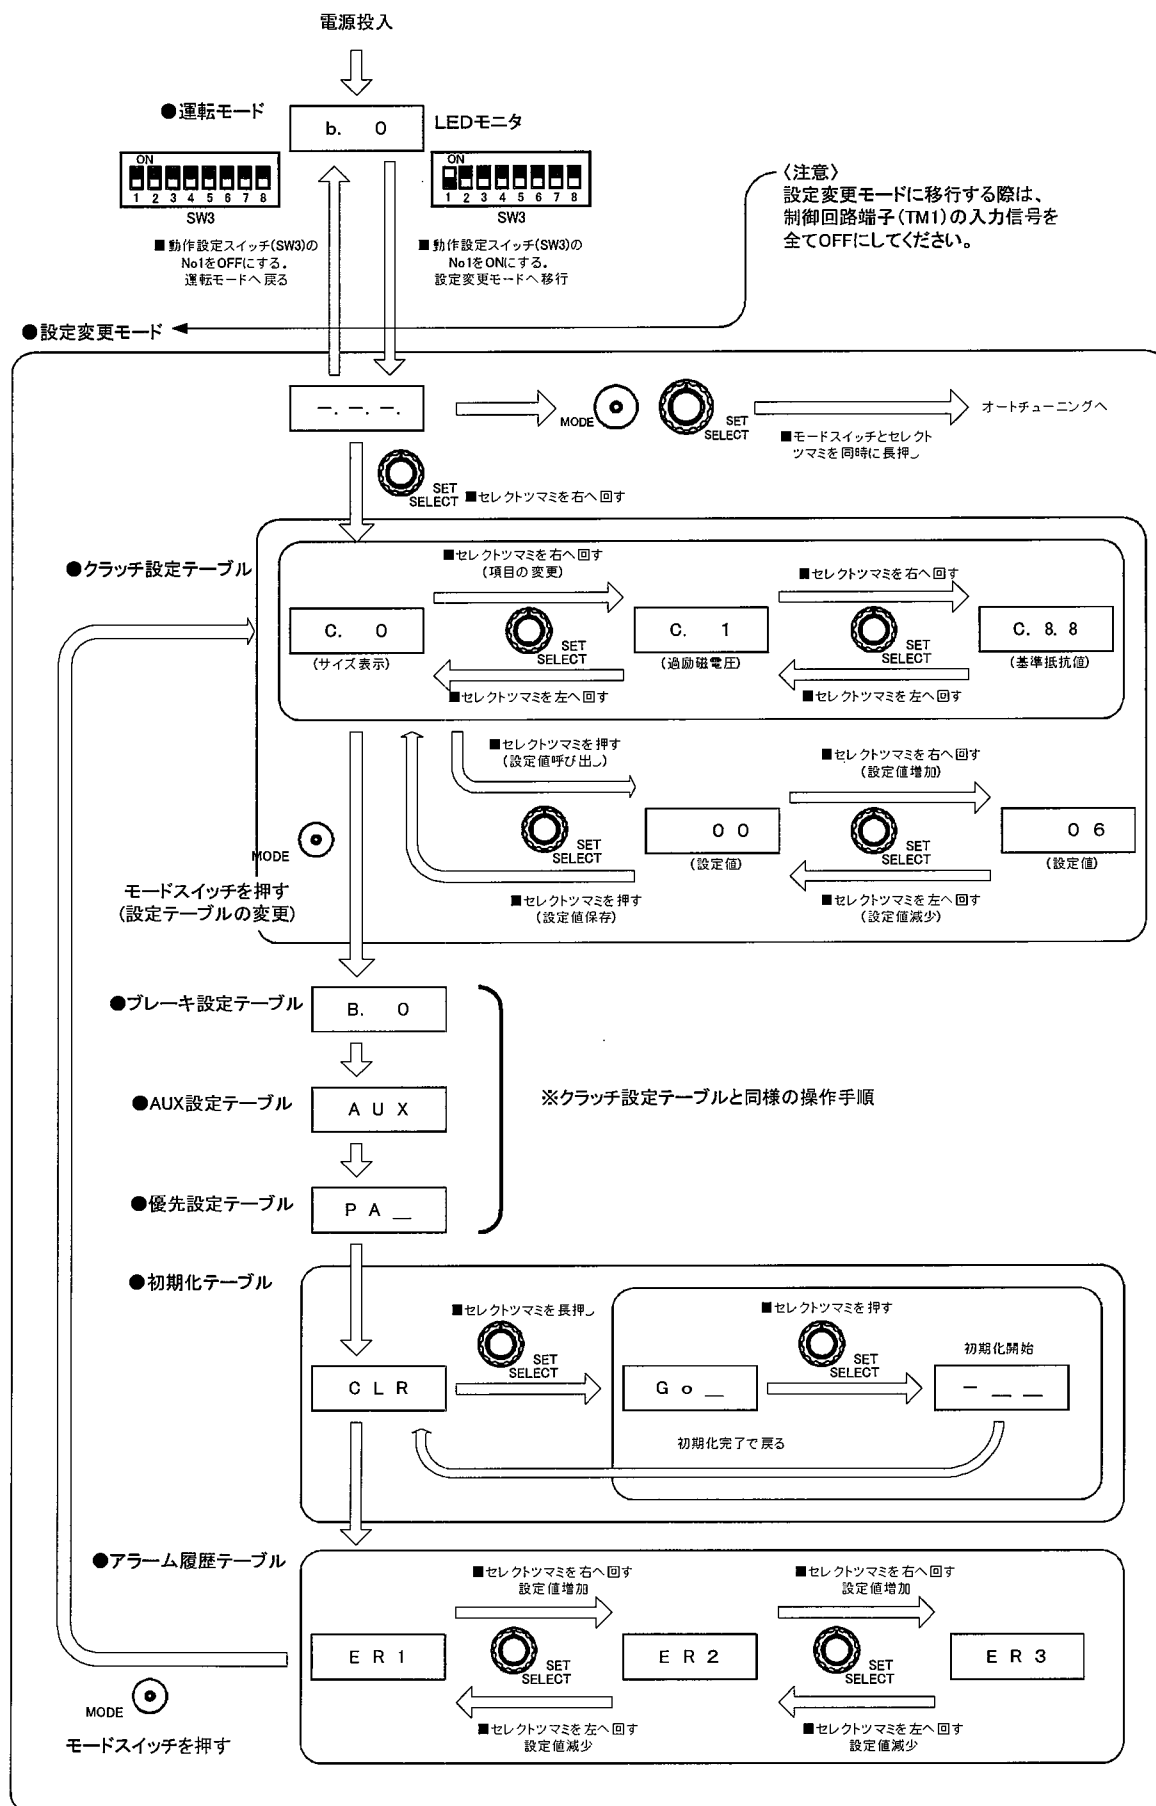 電源投入
●運転モード
b. 0
LEDモニタ
ON
1 2 3 4 5 6 7 8
SW3
ON
1 2 3 4 5 6 7 8
SW3
〈注意〉
設定変更モードに移行する際は、
制御回路端子(TM1)の入力信号を
全てOFFにしてください。
■動作設定スイッチ(SW3)の
No1をOFFにする。
運転モードへ戻る
■動作設定スイッチ(SW3)の
No1をONにする。
設定変更モードへ移行
●設定変更モード
−. −. −.
MODE
SET
SELECT
■モードスイッチとセレクト
ツマミを同時に長押し
オートチューニングへ
SET
SELECT
■セレクトツマミを右へ回す
●クラッチ設定テーブル
■セレクトツマミを右へ回す
(項目の変更)
■セレクトツマミを右へ回す
C. 0
(サイズ表示)
SET
SELECT
C. 1
(過励磁電圧)
SET
SELECT
C. 8. 8
(基準抵抗値)
■セレクトツマミを左へ回す
■セレクトツマミを左へ回す
■セレクトツマミを押す
(設定値呼び出し)
■セレクトツマミを右へ回す
(設定値増加)
SET
SELECT
0 0
(設定値)
SET
SELECT
0 6
(設定値)
■セレクトツマミを押す
(設定値保存)
■セレクトツマミを左へ回す
(設定値減少)
MODE
モードスイッチを押す
(設定テーブルの変更)
●ブレーキ設定テーブル
B. 0
●AUX設定テーブル
A U X
※クラッチ設定テーブルと同様の操作手順
●優先設定テーブル
P A _
●初期化テーブル
■セレクトツマミを長押し
■セレクトツマミを押す
C L R
SET
SELECT
G o _
SET
SELECT
初期化開始
− _ _
初期化完了で戻る
●アラーム履歴テーブル
■セレクトツマミを右へ回す
設定値増加
■セレクトツマミを右へ回す
設定値増加
E R 1
SET
SELECT
E R 2
SET
SELECT
E R 3
■セレクトツマミを左へ回す
設定値減少
■セレクトツマミを左へ回す
設定値減少
MODE
モードスイッチを押す